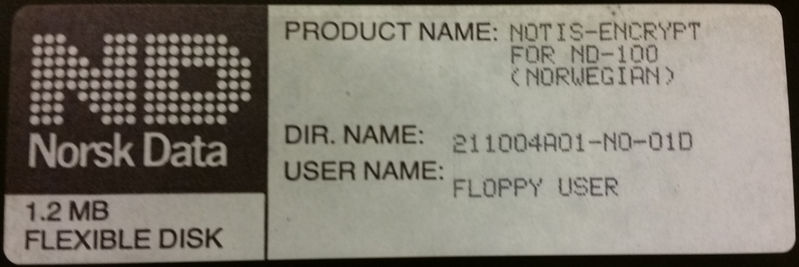 ND
Norsk Data
1.2 MB
FLEXIBLE DISK
PRODUCT NAME: NOTIS-ENCRYPT
FOR ND-100
(NORWEGIAN)
DIR. NAME: 211004A01-NO-01D
USER NAME: FLOPPY USER